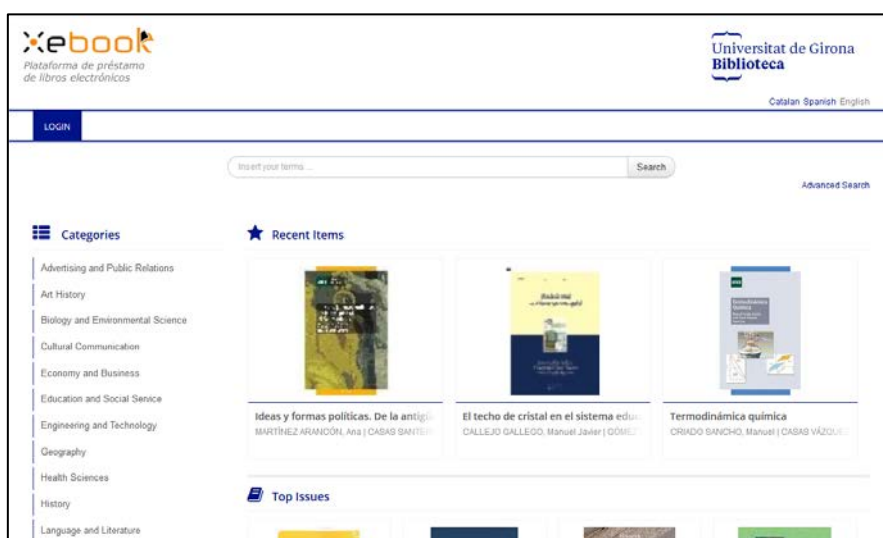 xebook
Plataforma de préstamo
de libros electrónicos
Universitat de Girona
Biblioteca
Catalan Spanish English
LOGIN
Insert your terms ...
Search
Advanced Search
Categories
Advertising and Public Relations
Art History
Biology and Environmental Science
Cultural Communication
Economy and Business
Education and Social Service
Engineering and Technology
Geography
Health Sciences
History
Language and Literature
Recent Items
Ideas y formas políticas. De la antigü
MARTÍNEZ ARANCÓN, Ana | CASAS SANTE
El techo de cristal en el sistema educ
CALLEJO GALLEGO, Manuel Javier | GÓMEZ
Termodinámica
Química
Termodinámica química
CRIADO SANCHO, Manuel | CASAS VÁZQUE
Top Issues